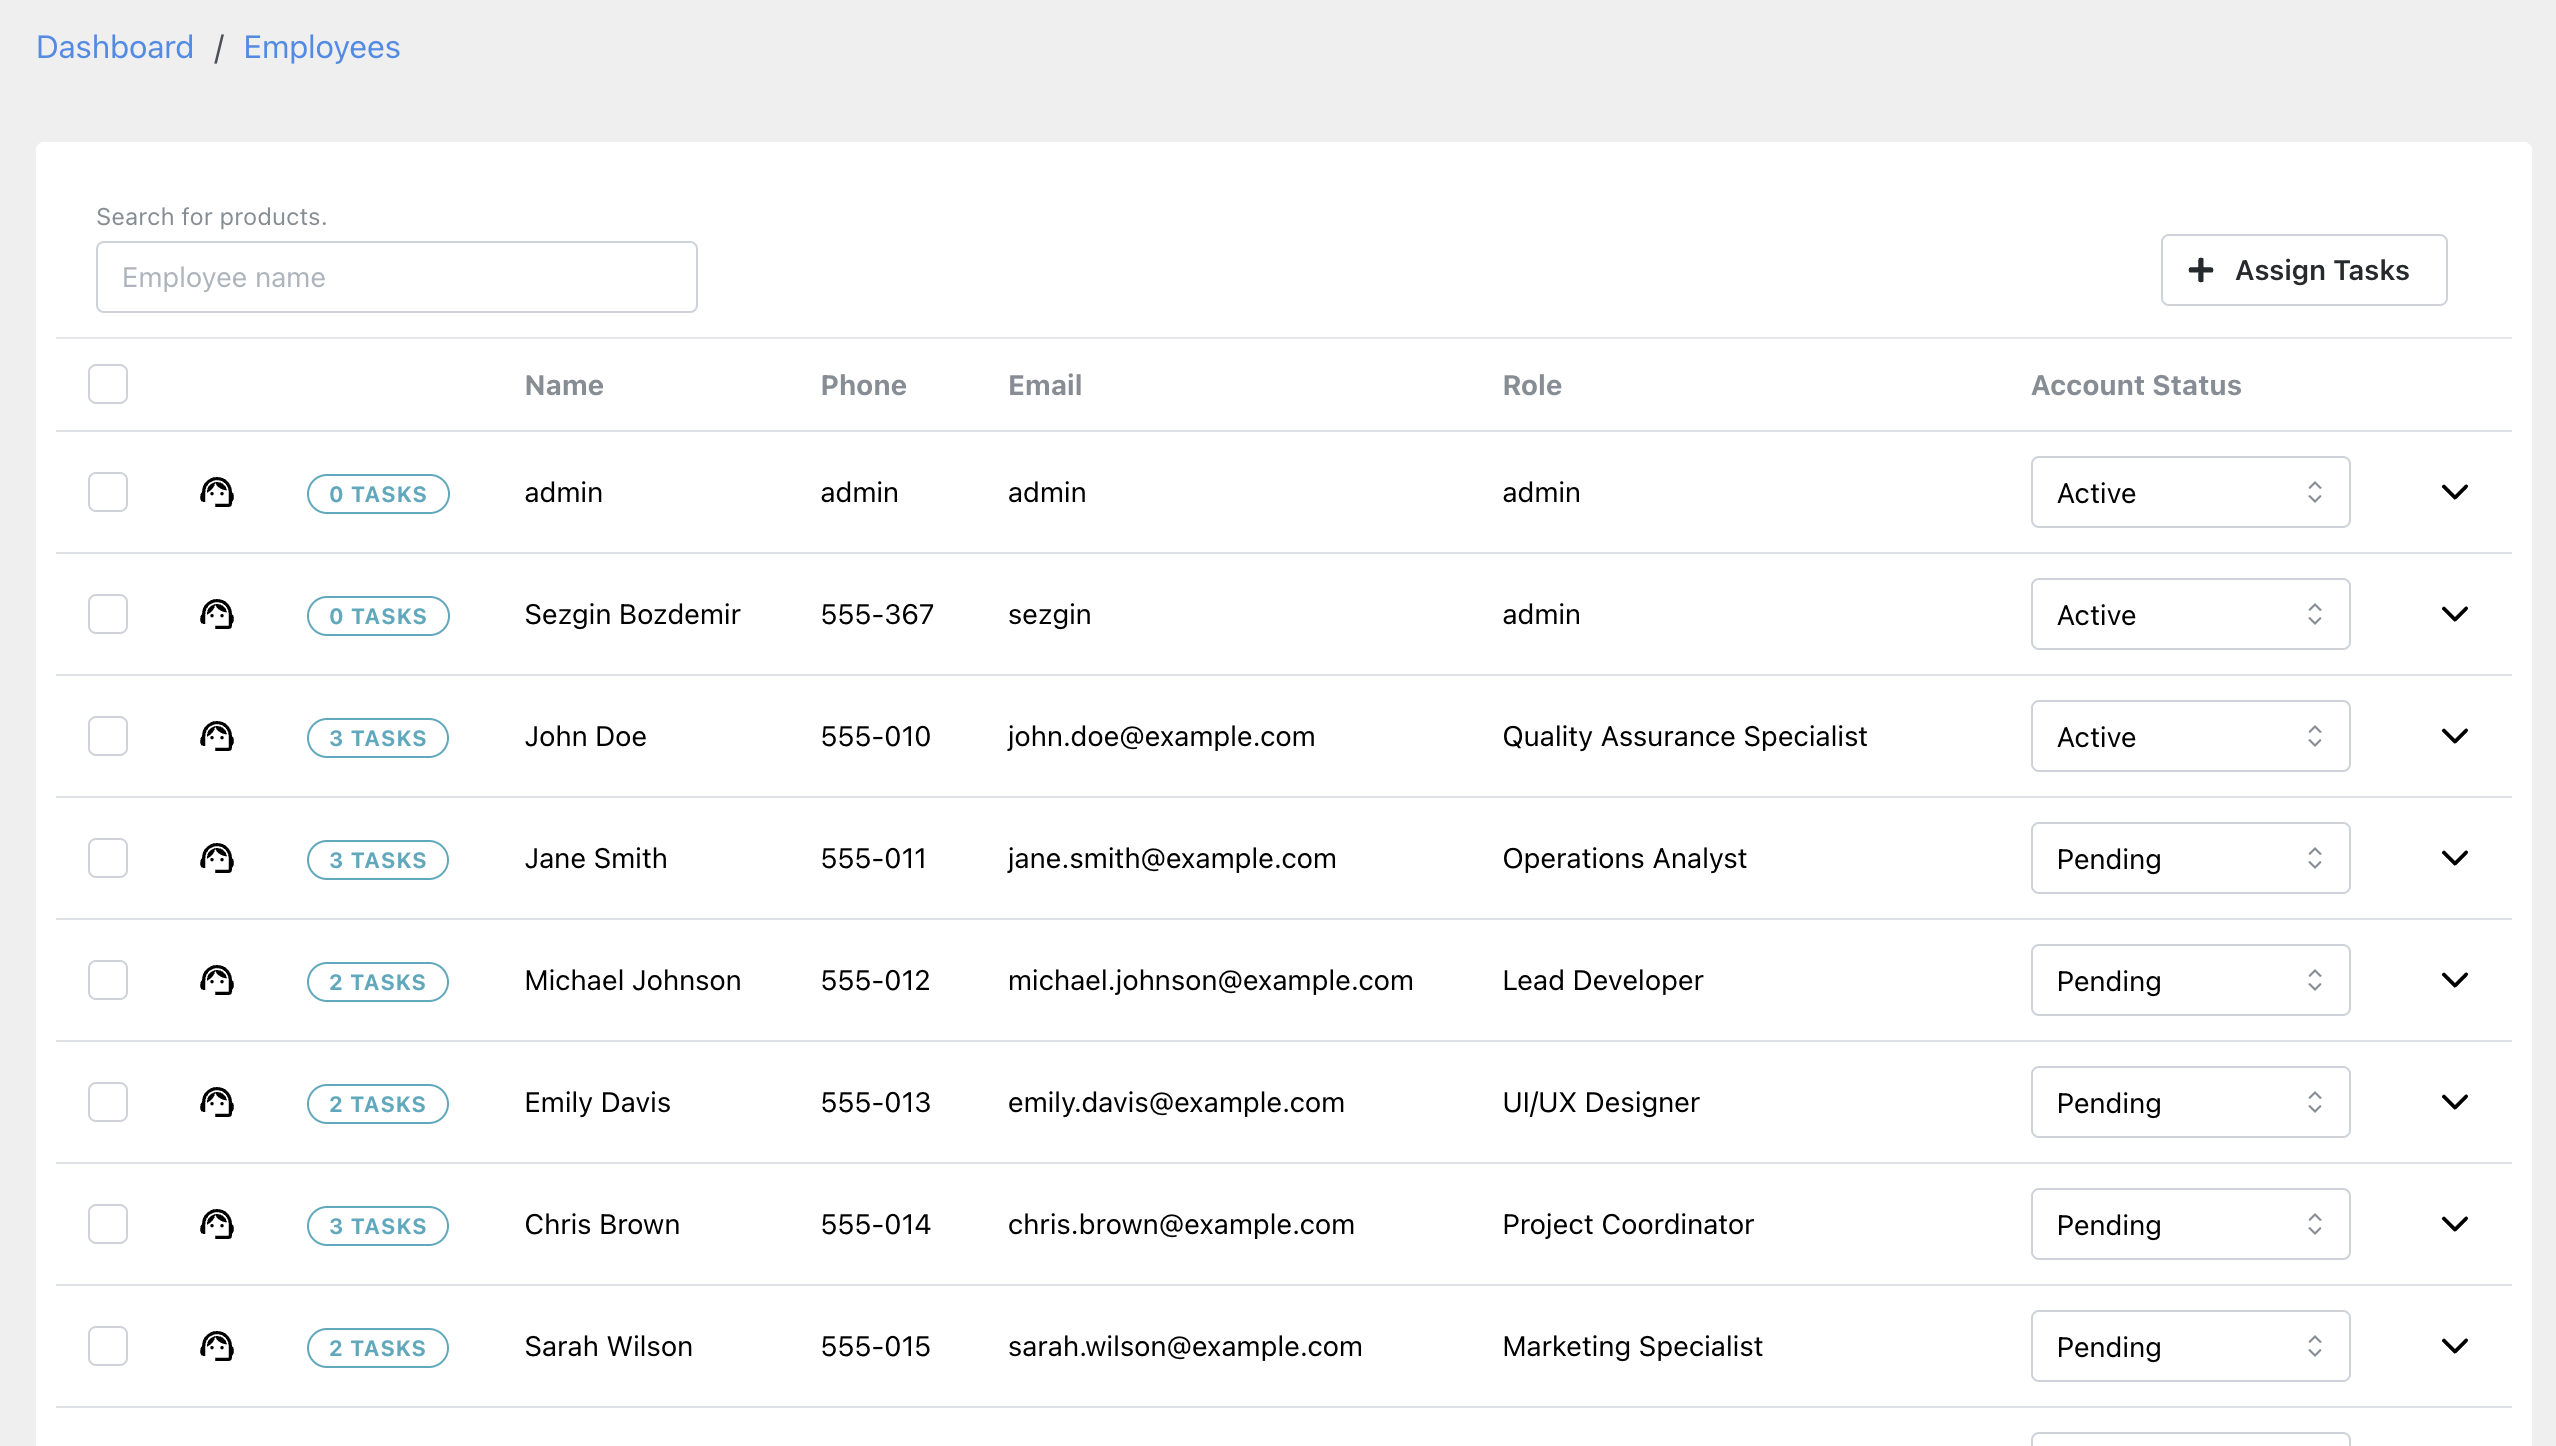 Dashboard / Employees
Search for products.
Employee name
Assign Tasks
Name Phone Email Role Account Status
0 TASKS admin admin admin admin Active
0 TASKS Sezgin Bozdemir 555-367 sezgin admin Active
3 TASKS John Doe 555-010 john.doe@example.com Quality Assurance Specialist Active
3 TASKS Jane Smith 555-011 jane.smith@example.com Operations Analyst Pending
2 TASKS Michael Johnson 555-012 michael.johnson@example.com Lead Developer Pending
2 TASKS Emily Davis 555-013 emily.davis@example.com UI/UX Designer Pending
3 TASKS Chris Brown 555-014 chris.brown@example.com Project Coordinator Pending
2 TASKS Sarah Wilson 555-015 sarah.wilson@example.com Marketing Specialist Pending